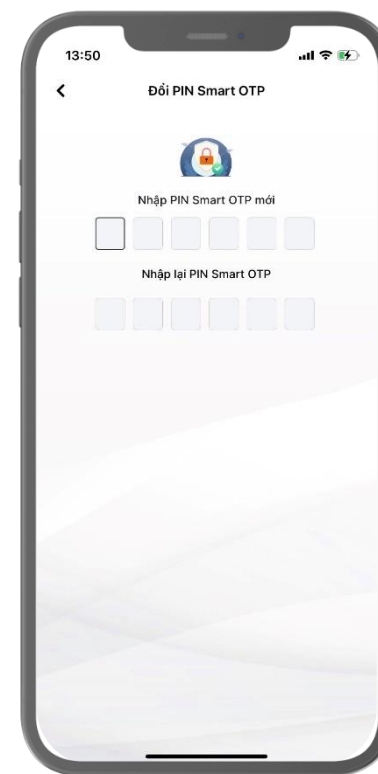 13:50
Đổi PIN Smart OTP
Nhập PIN Smart OTP mới
Nhập lại PIN Smart OTP